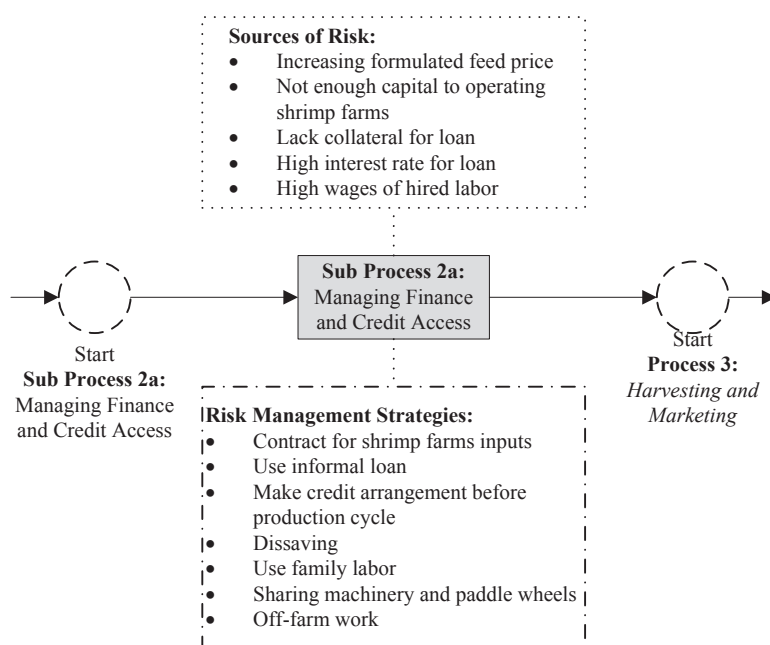 Sources of Risk:
• Increasing formulated feed price
• Not enough capital to operating
shrimp farms
• Lack collateral for loan
• High interest rate for loan
• High wages of hired labor
Sub Process 2a:
Managing Finance
and Credit Access
Start
Sub Process 2a:
Managing Finance
and Credit Access
Start
Process 3:
Harvesting and
Marketing
Risk Management Strategies:
• Contract for shrimp farms inputs
• Use informal loan
• Make credit arrangement before
production cycle
• Dissaving
• Use family labor
• Sharing machinery and paddle wheels
• Off-farm work